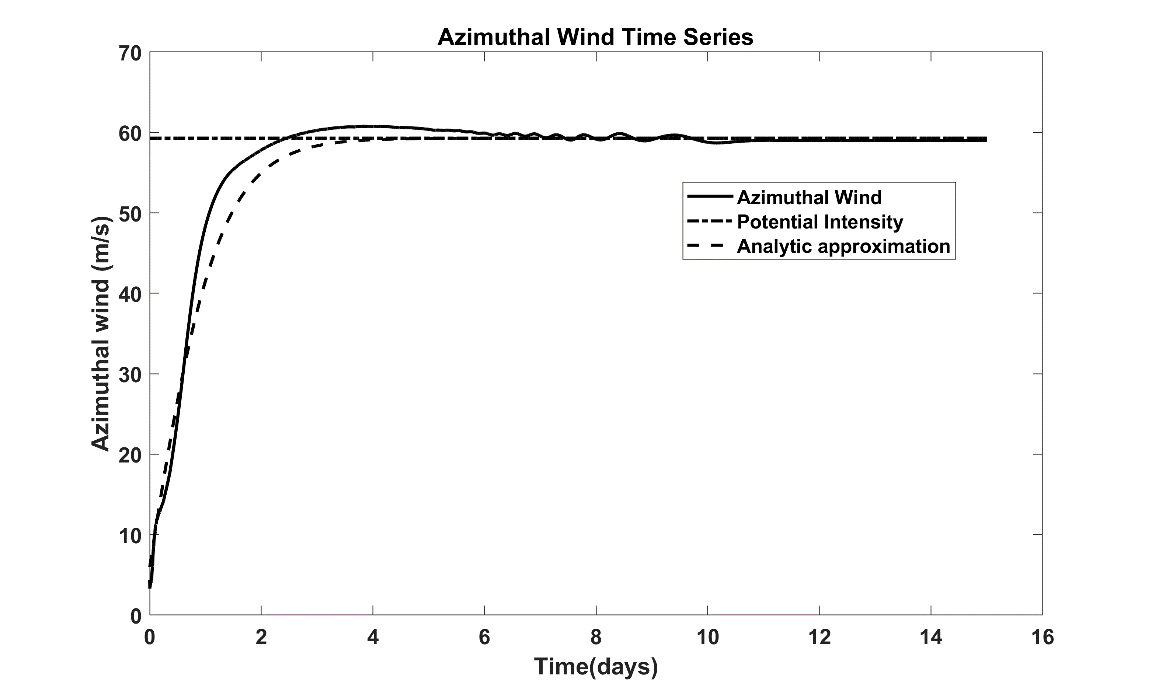 Azimuthal Wind Time Series
70
60
50
40
30
20
10
0
Azimuthal wind (m/s)
Azimuthal Wind
Potential Intensity
Analytic approximation
0 2 4 6 8 10 12 14 16
Time(days)